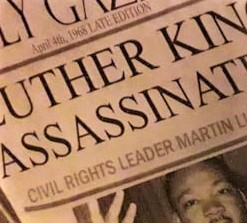 LY GAZ
April 4th, 1968 LATE EDITION
LUTHER KIN
ASSASSINAT
CIVIL RIGHTS LEADER MARTIN LU